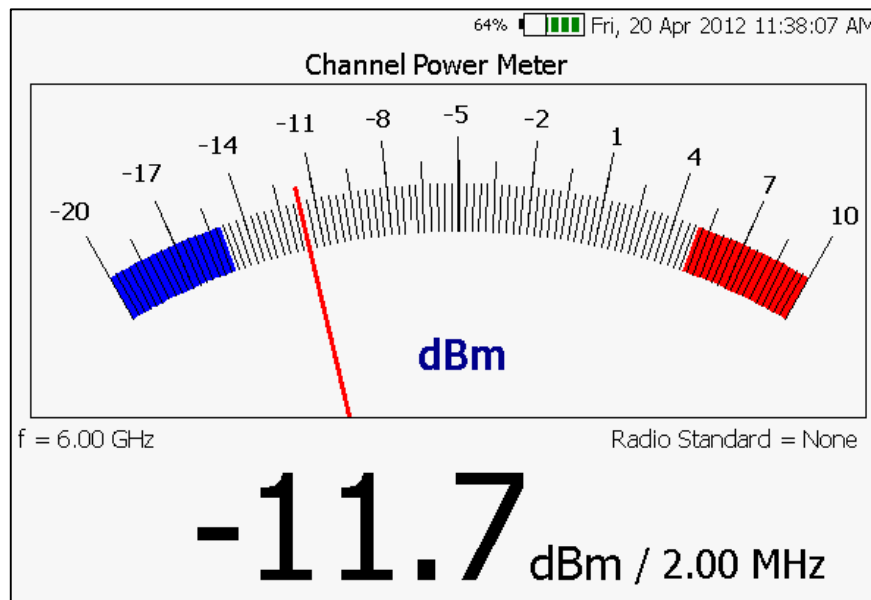 64% Fri, 20 Apr 2012 11:38:07 AM
Channel Power Meter
-20 -17 -14 -11 -8 -5 -2 1 4 7 10
dBm
f = 6.00 GHz Radio Standard = None
-11.7 dBm / 2.00 MHz